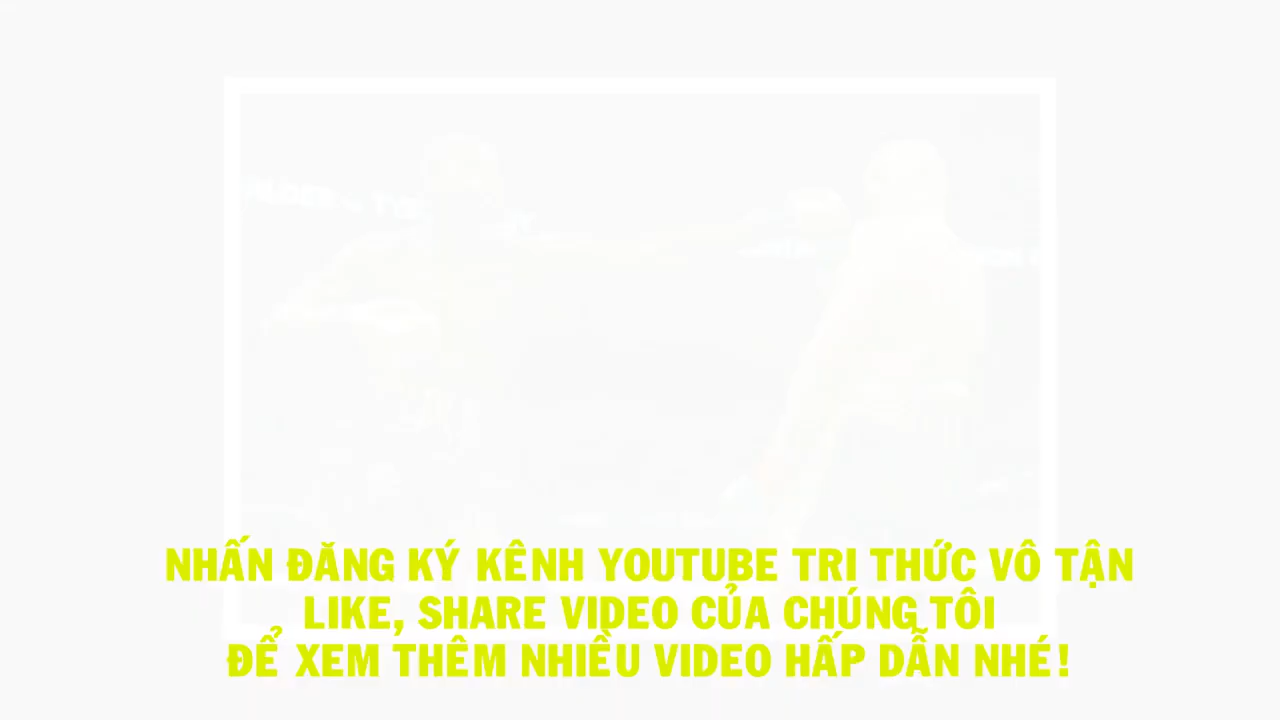 NHẤN ĐĂNG KÝ KÊNH YOUTUBE TRI THỨC VÔ TẬN
LIKE, SHARE VIDEO CỦA CHÚNG TÔI
ĐỂ XEM THÊM NHIỀU VIDEO HẤP DẪN NHÉ!